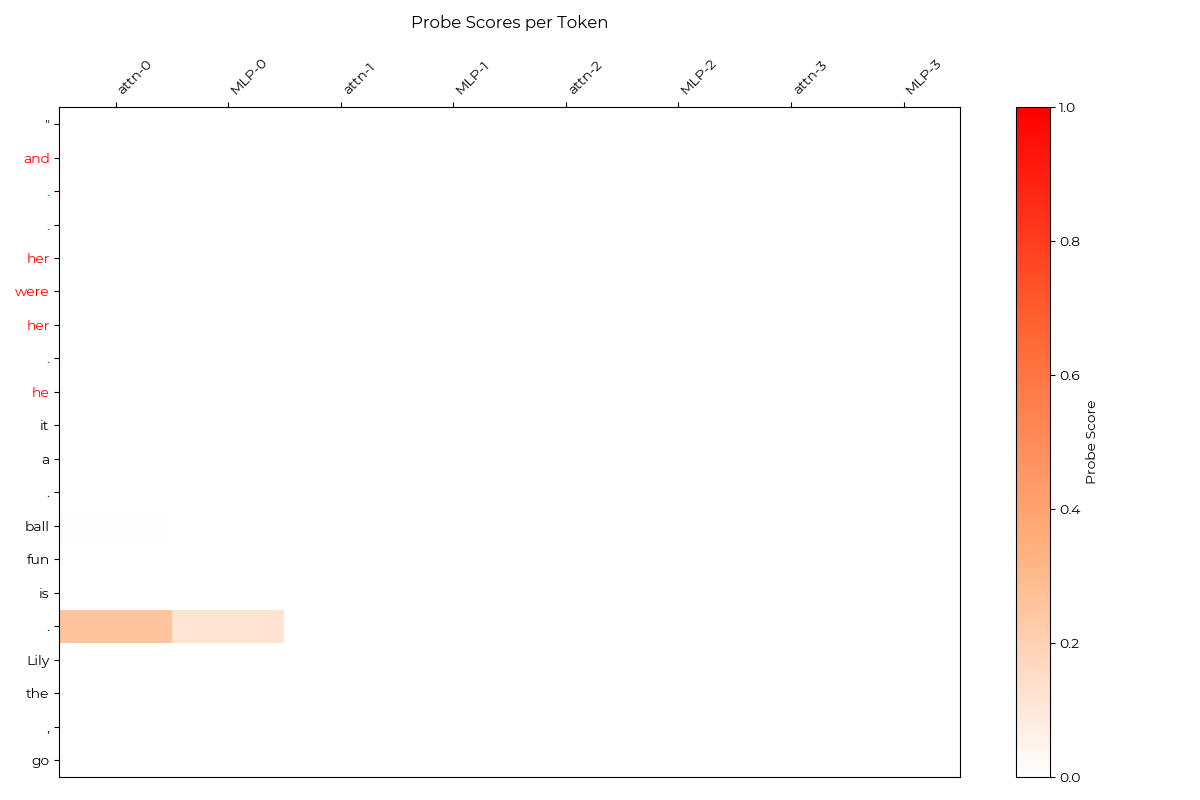 Probe Scores per Token
attn-0 MLP-0 attn-1 MLP-1 attn-2 MLP-2 attn-3 MLP-3
"
and
.
.
her
were
her
.
he
it
a
.
ball
fun
is
.
Lily
the
,
go
1.0
0.8
0.6
0.4
0.2
0.0
Probe Score